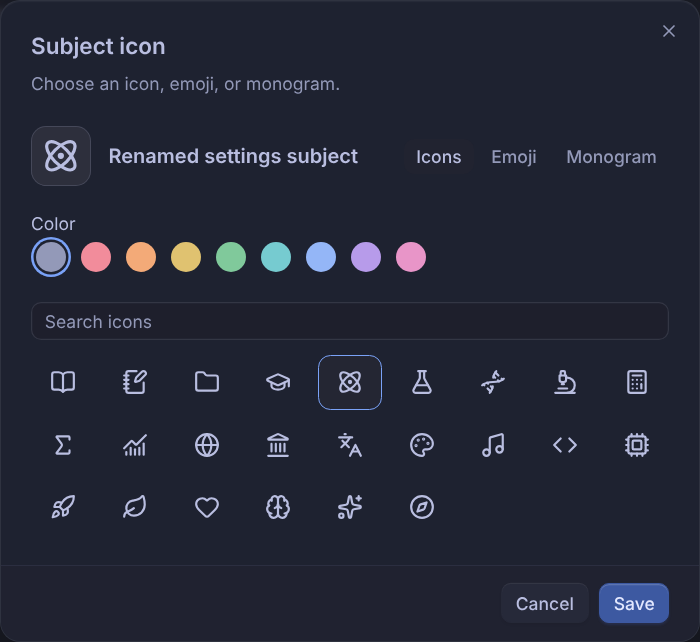 Subject icon
Choose an icon, emoji, or monogram.
Renamed settings subject
Icons Emoji Monogram
Color
Search icons
Cancel Save